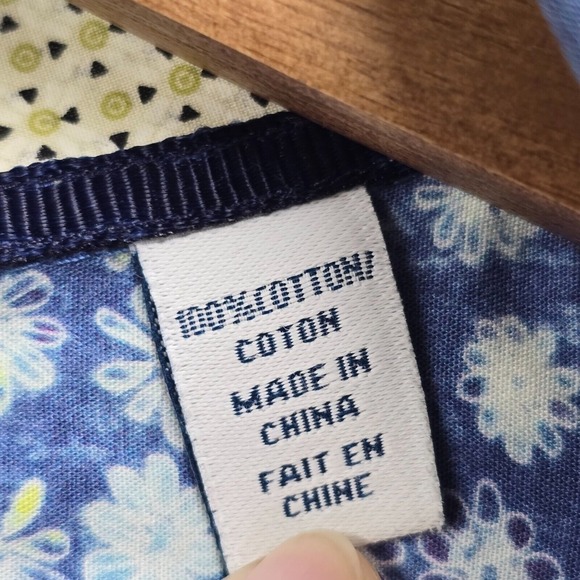 100% COTTON/
COTON
MADE IN
CHINA
FAIT EN
CHINE